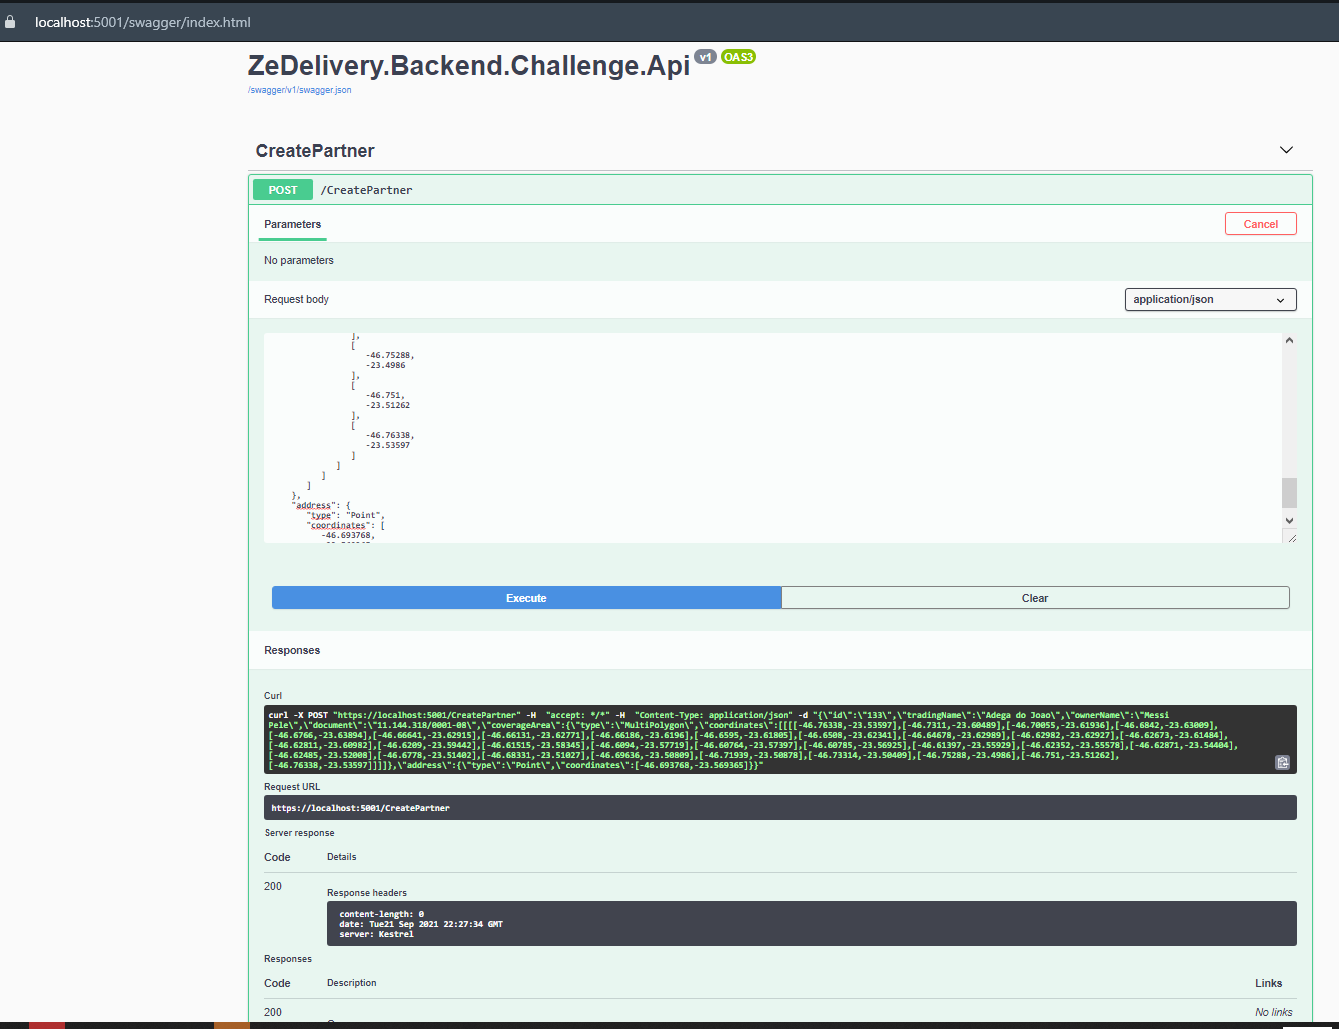 localhost:5001/swagger/index.html
ZeDelivery.Backend.Challenge.Api v1 OAS3
/swagger/v1/swagger.json
CreatePartner
POST /CreatePartner
Parameters
Cancel
No parameters
Request body
application/json
],
[
-46.75288,
-23.4986
],
[
-46.751,
-23.51262
],
[
-46.76338,
-23.53597
]
]
]
]
},
"address": {
"type": "Point",
"coordinates": [
-46.693768,
Execute
Clear
Responses
Curl
curl -X POST "https://localhost:5001/CreatePartner" -H "accept: */*" -H "Content-Type: application/json" -d "{\"id\":\"133\",\"tradingName\":\"Adega do Joao\",\"ownerName\":\"Messi
Pele\",\"document\":\"11.144.318/0001-08\",\"coverageArea\":{\"type\":\"MultiPolygon\",\"coordinates\":[[[[-46.76338,-23.53597],[-46.7311,-23.60489],[-46.70055,-23.61936],[-46.6842,-23.63009],
[-46.6766,-23.63894],[-46.66641,-23.62915],[-46.66131,-23.62771],[-46.66186,-23.6196],[-46.6595,-23.61805],[-46.6508,-23.62341],[-46.64678,-23.62989],[-46.62982,-23.62927],[-46.62673,-23.61484],
[-46.62811,-23.60982],[-46.6209,-23.59442],[-46.61515,-23.58345],[-46.6094,-23.57719],[-46.60764,-23.57397],[-46.60785,-23.56925],[-46.61397,-23.55929],[-46.62352,-23.55578],[-46.62871,-23.54404],
[-46.62485,-23.52008],[-46.6778,-23.51402],[-46.68331,-23.51027],[-46.69636,-23.50809],[-46.71939,-23.50878],[-46.73314,-23.50409],[-46.75288,-23.4986],[-46.751,-23.51262],
[-46.76338,-23.53597]]]]},\"address\":{\"type\":\"Point\",\"coordinates\":[-46.693768,-23.569365]}}"
Request URL
https://localhost:5001/CreatePartner
Server response
Code Details
200
Response headers
content-length: 0
date: Tue21 Sep 2021 22:27:34 GMT
server: Kestrel
Responses
Code Description Links
200 No links